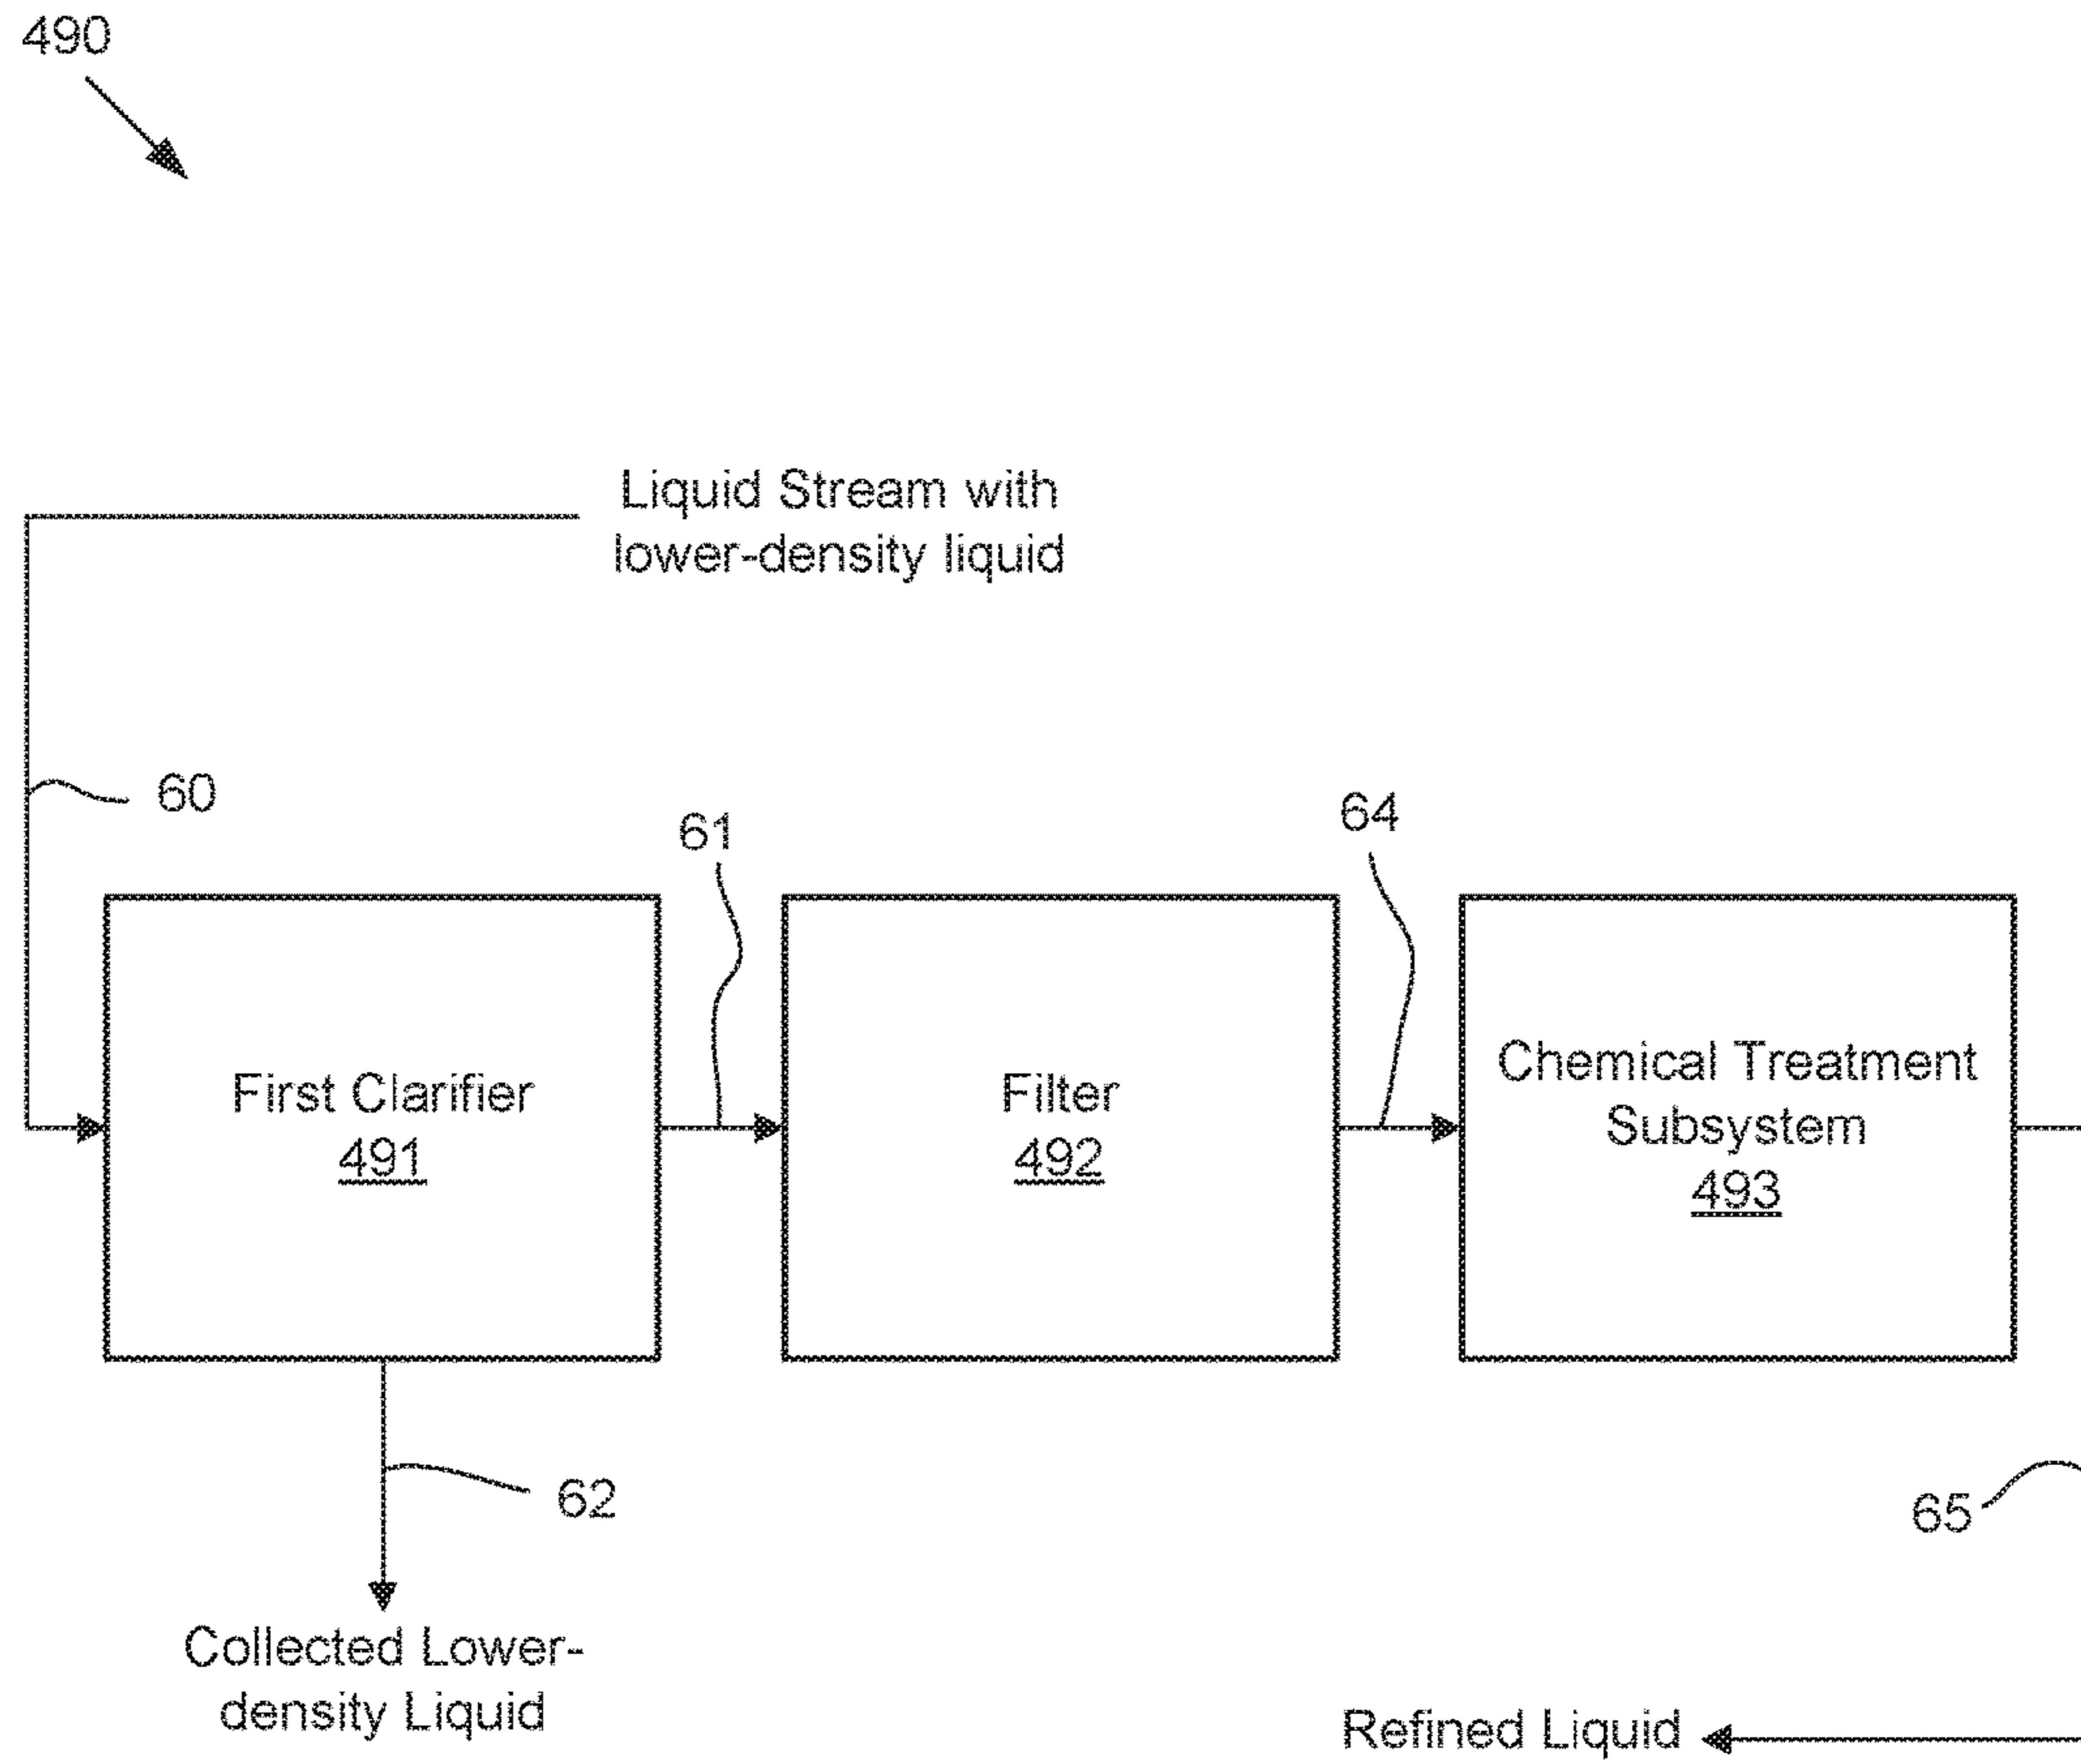 490
Liquid Stream with
lower-density liquid
60
61
64
First Clarifier
491
Filter
492
Chemical Treatment
Subsystem
493
62
65
Collected Lower-
density Liquid
Refined Liquid